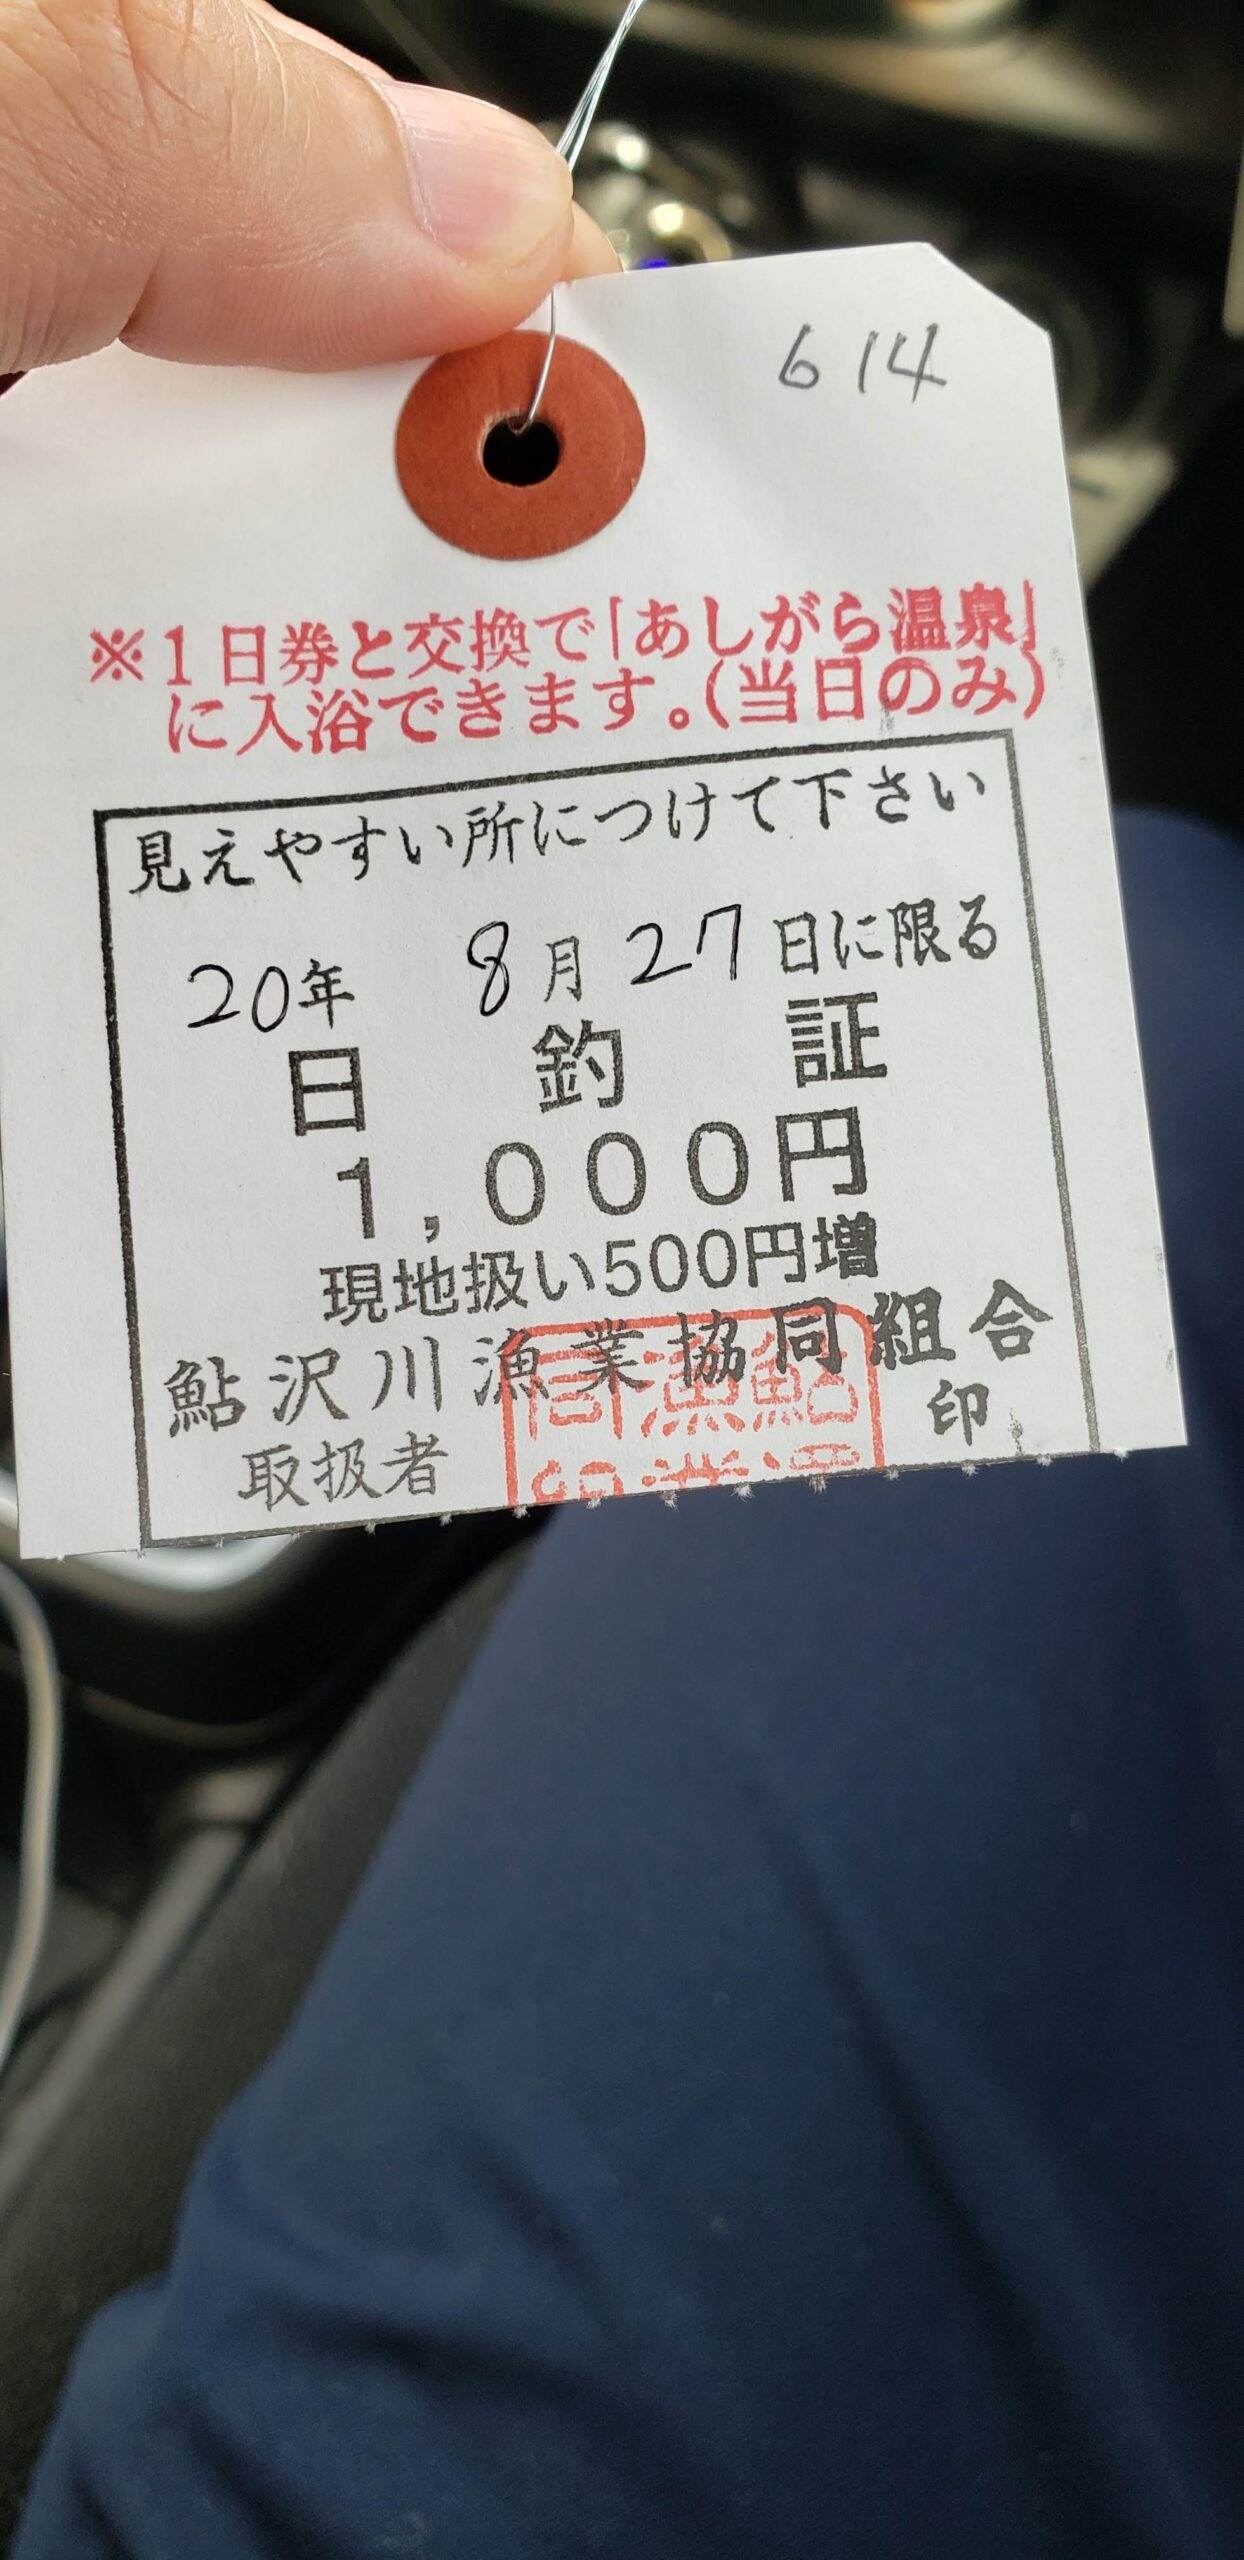 614
※1日券と交換で「あしがら温泉」
に入浴できます。(当日のみ)
見えやすい所につけて下さい
20年 8月27日に限る
日釣証
1,000円
現地扱い500円増
鮎沢川漁業協同組合
取扱者 印